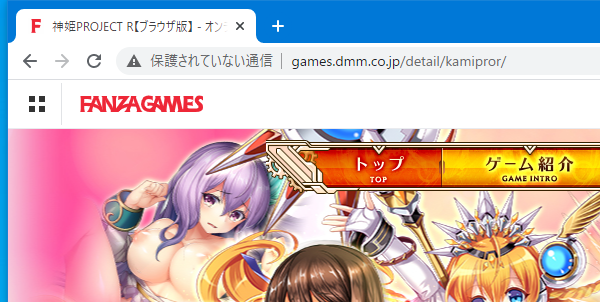 F 神姫PROJECT R【ブラウザ版】 - オン
保護されていない通信 | games.dmm.co.jp/detail/kamipror/
FANZA GAMES
トップ ゲーム紹介
TOP GAME INTRO